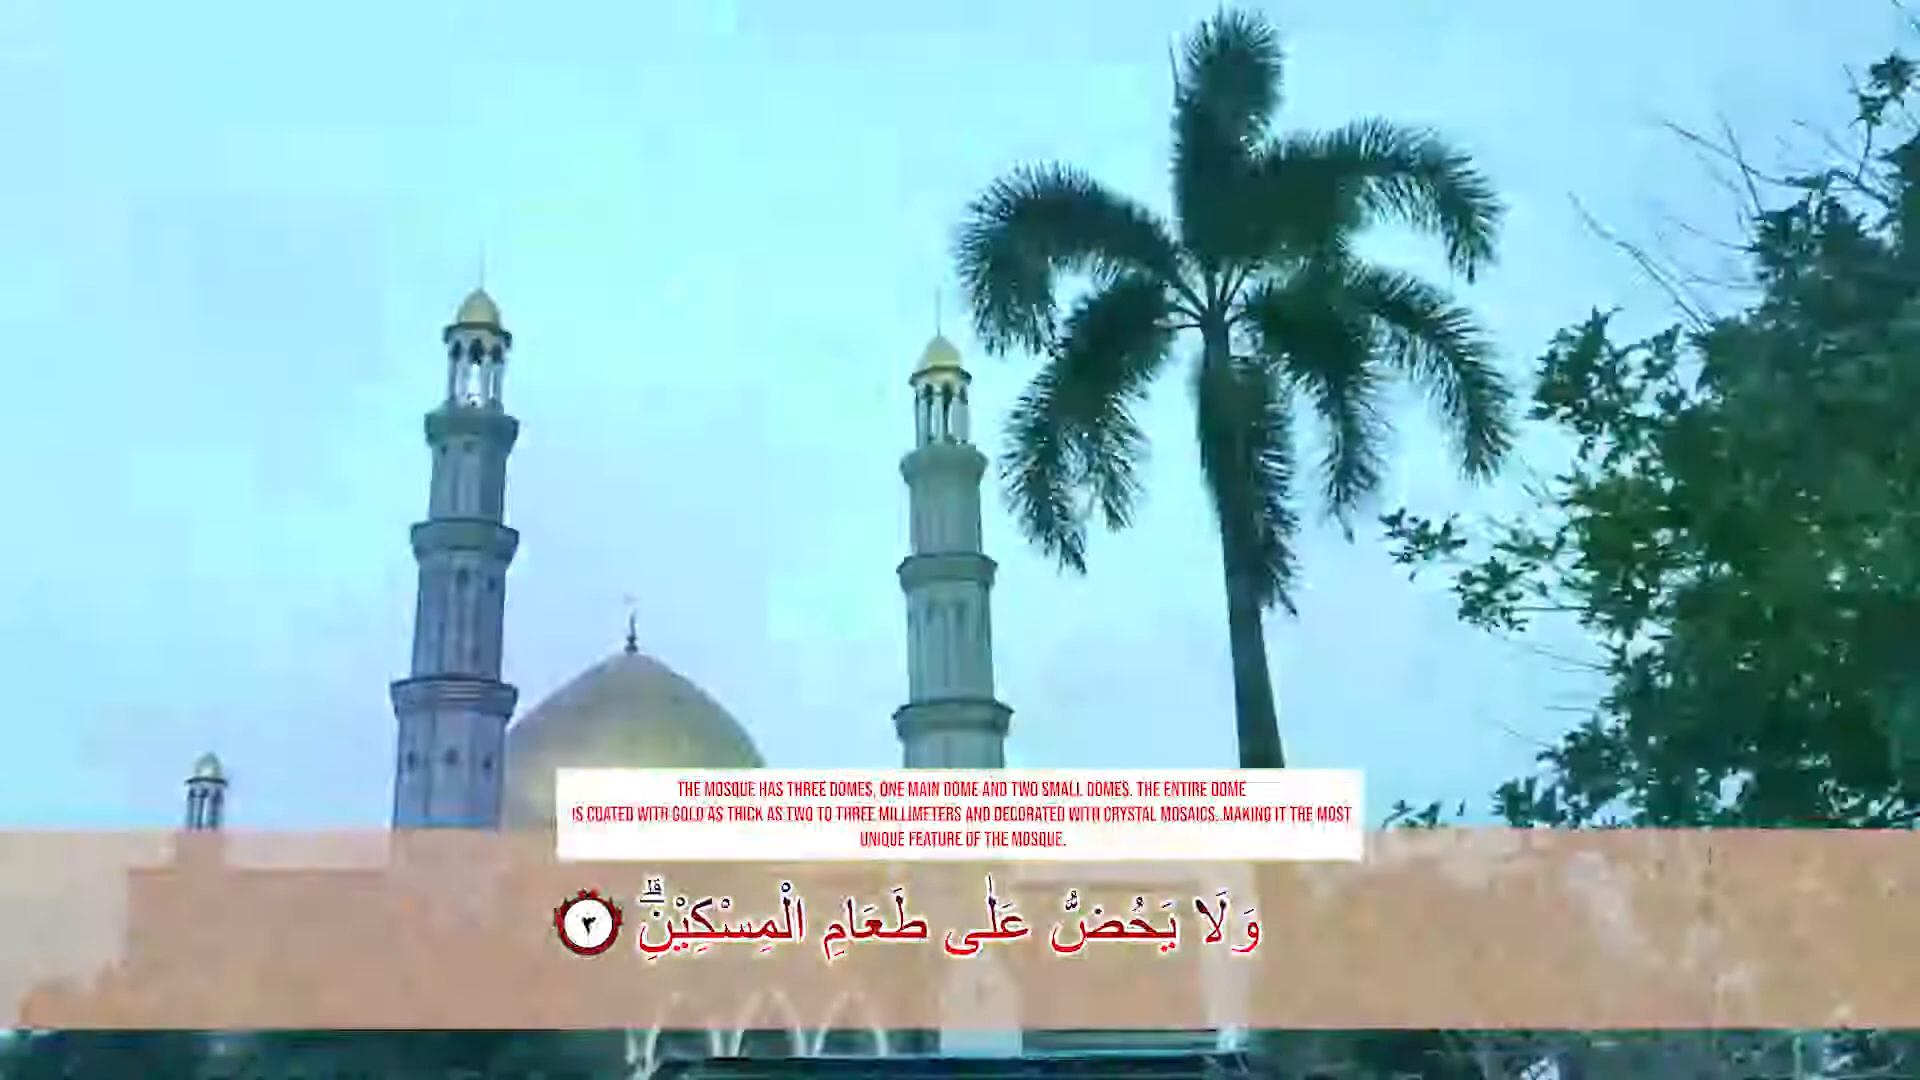 THE MOSQUE HAS THREE DOMES, ONE MAIN DOME AND TWO SMALL DOMES. THE ENTIRE DOME
IS COATED WITH GOLD AS THICK AS TWO TO THREE MILLIMETERS AND DECORATED WITH CRYSTAL MOSAICS, MAKING IT THE MOST
UNIQUE FEATURE OF THE MOSQUE.
وَلَا يَحُضُّ عَلٰى طَعَامِ الْمِسْكِيْنِۗ ٣